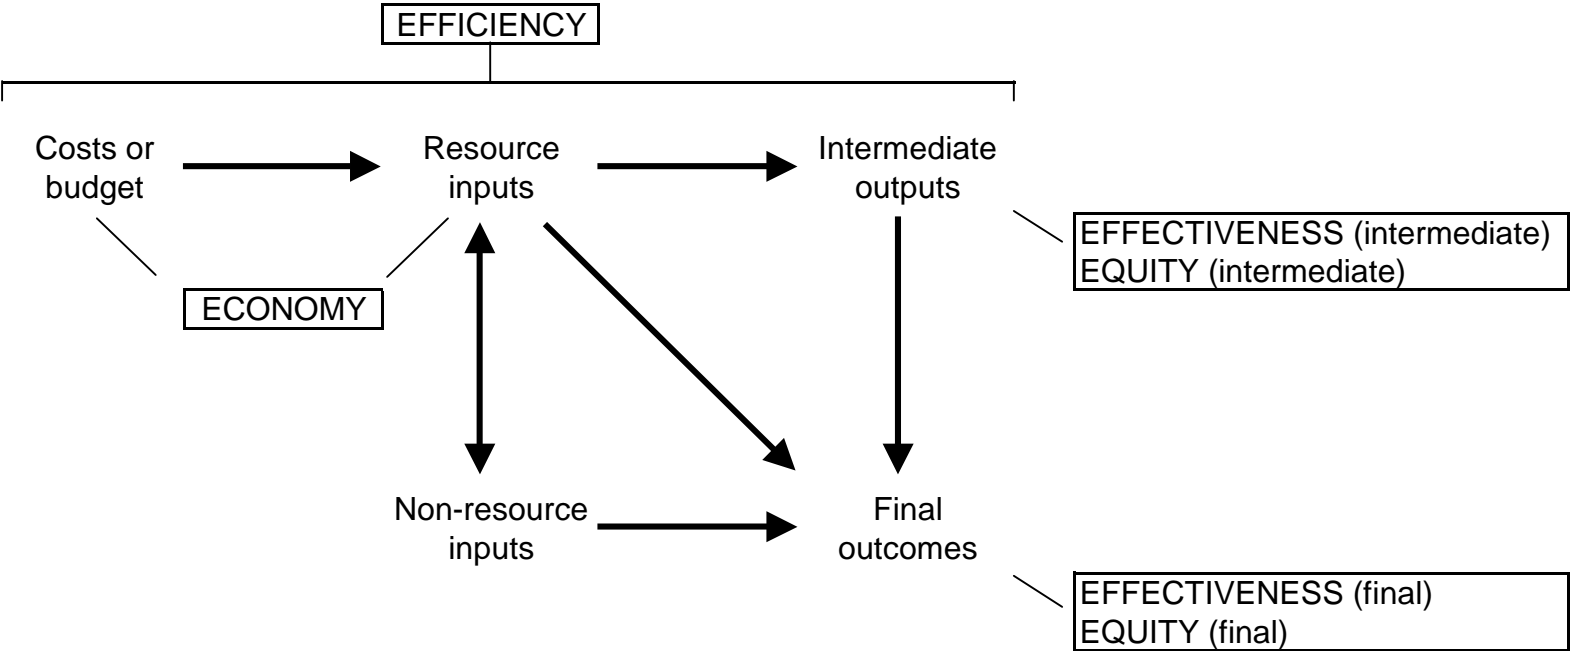 EFFICIENCY
Costs or
budget
Resource
inputs
Intermediate
outputs
EFFECTIVENESS (intermediate)
EQUITY (intermediate)
ECONOMY
Non-resource
inputs
Final
outcomes
EFFECTIVENESS (final)
EQUITY (final)